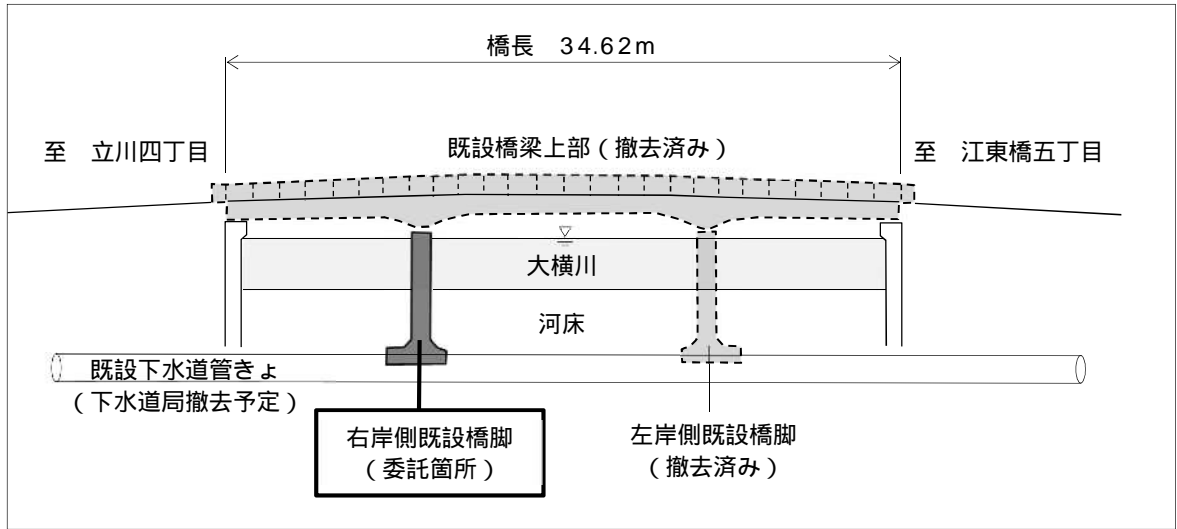 橋長　34.62m
至　立川四丁目
既設橋梁上部（撤去済み）
至　江東橋五丁目
大横川
河床
既設下水道管きょ
（下水道局撤去予定）
右岸側既設橋脚
（委託箇所）
左岸側既設橋脚
（撤去済み）